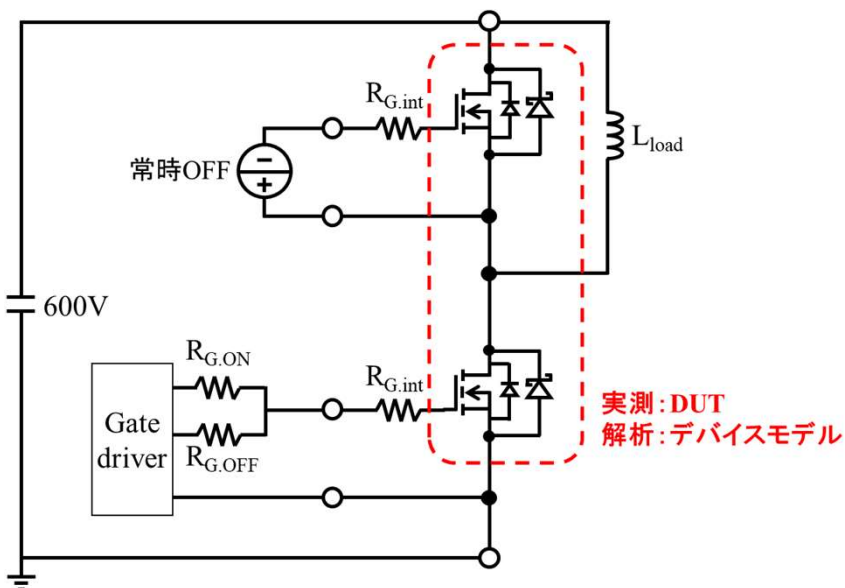 R_G.int
常時OFF
L_load
600V
R_G.ON
R_G.int
Gate
driver
R_G.OFF
実測:DUT
解析:デバイスモデル